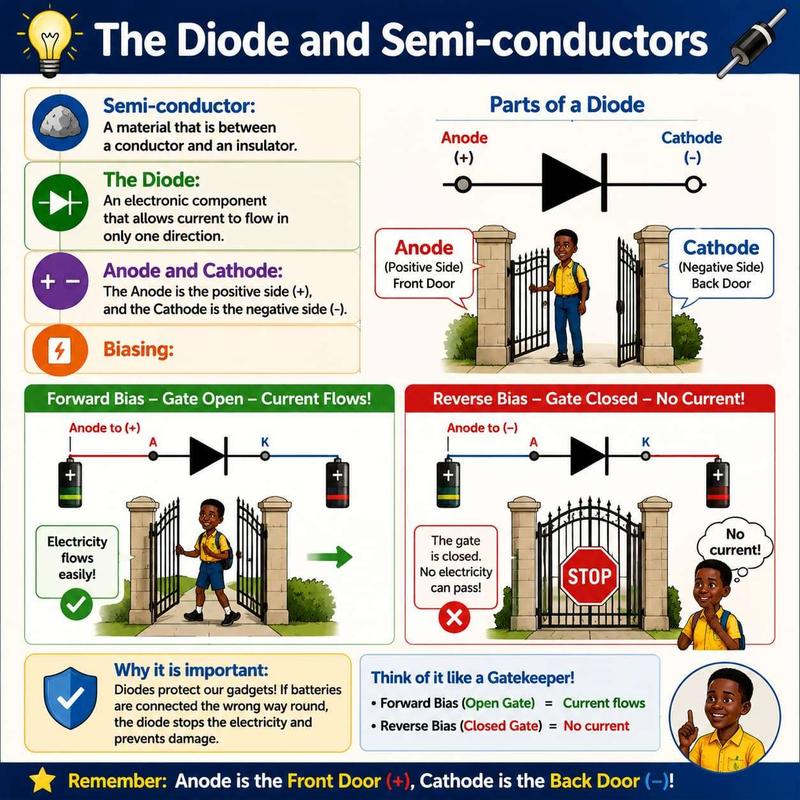 The Diode and Semi-conductors
Semi-conductor:
A material that is between
a conductor and an insulator.
The Diode:
An electronic component
that allows current to flow in
only one direction.
+ −
Anode and Cathode:
The Anode is the positive side (+),
and the Cathode is the negative side (−).
Biasing:
Parts of a Diode
Anode
(+)
Cathode
(−)
Anode
(Positive Side)
Front Door
Cathode
(Negative Side)
Back Door
Forward Bias – Gate Open – Current Flows!
Anode to (+)
A
K
+
+
Electricity
flows
easily!
Reverse Bias – Gate Closed – No Current!
Anode to (−)
A
K
+
+
The gate
is closed.
No electricity
can pass!
STOP
No
current!
Why it is important:
Diodes protect our gadgets! If batteries
are connected the wrong way round,
the diode stops the electricity and
prevents damage.
Think of it like a Gatekeeper!
• Forward Bias (Open Gate) = Current flows
• Reverse Bias (Closed Gate) = No current
Remember: Anode is the Front Door (+), Cathode is the Back Door (−)!